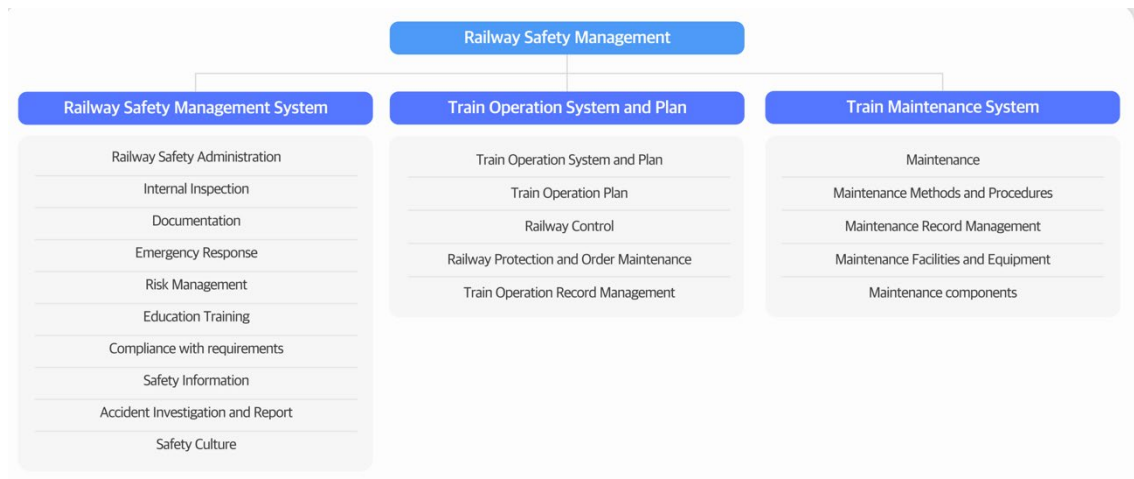 Railway Safety Management
Railway Safety Management System
Railway Safety Administration
Internal Inspection
Documentation
Emergency Response
Risk Management
Education Training
Compliance with requirements
Safety Information
Accident Investigation and Report
Safety Culture
Train Operation System and Plan
Train Operation System and Plan
Train Operation Plan
Railway Control
Railway Protection and Order Maintenance
Train Operation Record Management
Train Maintenance System
Maintenance
Maintenance Methods and Procedures
Maintenance Record Management
Maintenance Facilities and Equipment
Maintenance components